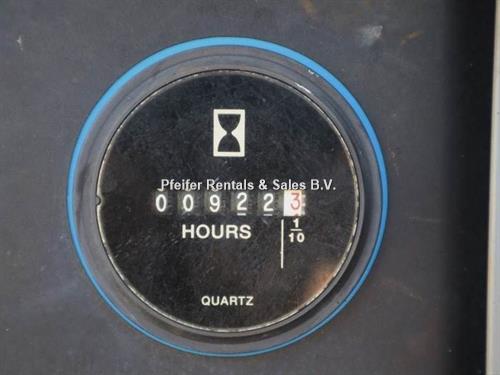 Pfeifer Rentals & Sales B.V.
009223
HOURS
1
10
QUARTZ